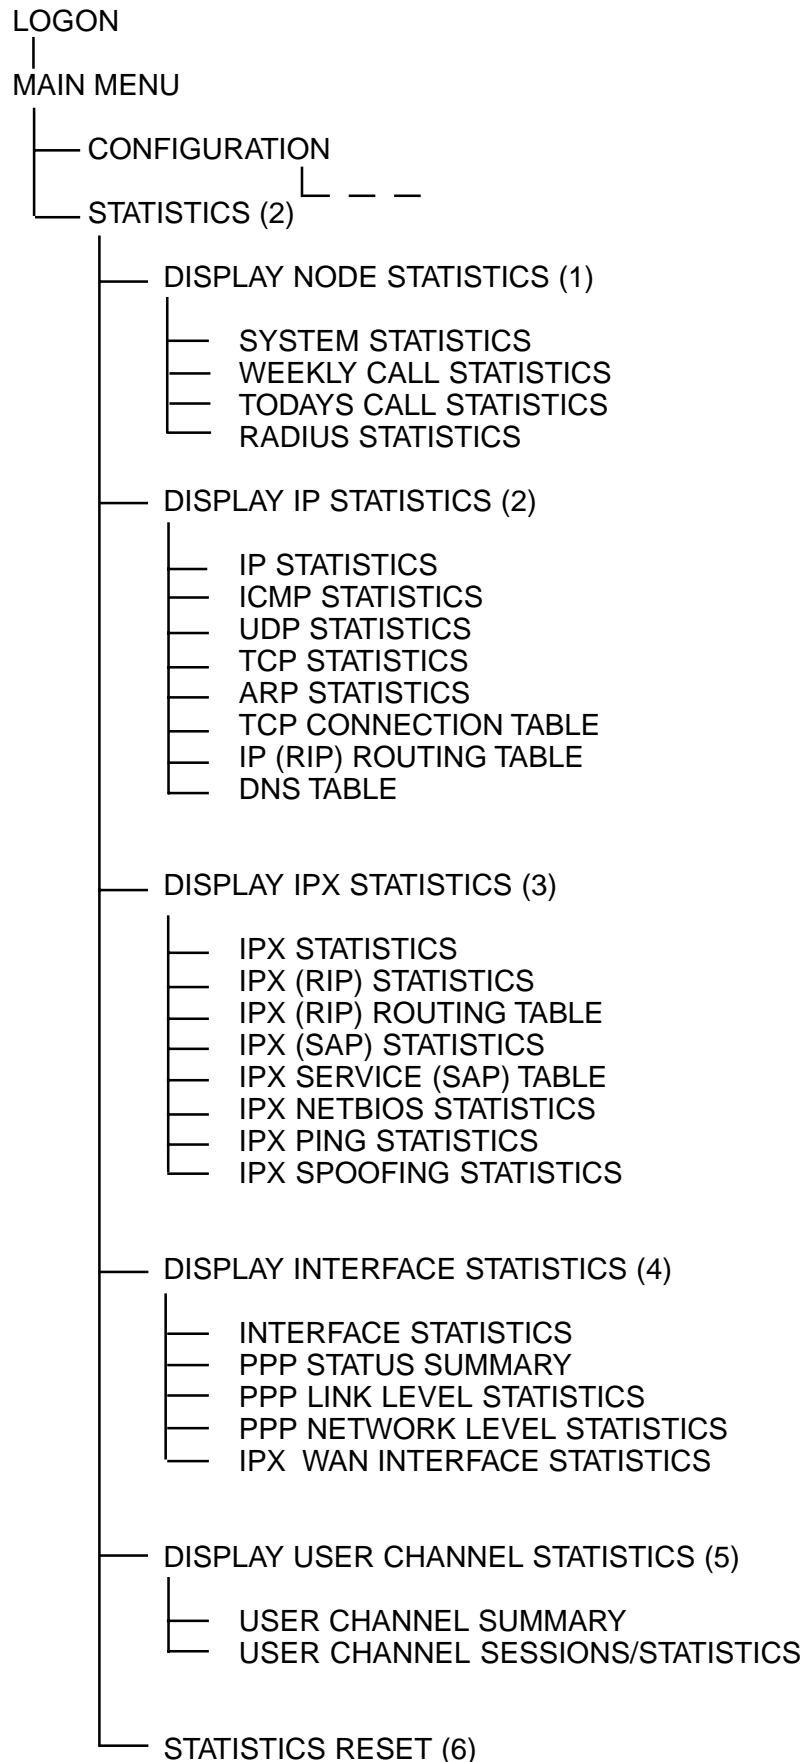 LOGON
MAIN MENU
CONFIGURATION
STATISTICS (2)
DISPLAY NODE STATISTICS (1)
SYSTEM STATISTICS
WEEKLY CALL STATISTICS
TODAYS CALL STATISTICS
RADIUS STATISTICS
DISPLAY IP STATISTICS (2)
IP STATISTICS
ICMP STATISTICS
UDP STATISTICS
TCP STATISTICS
ARP STATISTICS
TCP CONNECTION TABLE
IP (RIP) ROUTING TABLE
DNS TABLE
DISPLAY IPX STATISTICS (3)
IPX STATISTICS
IPX (RIP) STATISTICS
IPX (RIP) ROUTING TABLE
IPX (SAP) STATISTICS
IPX SERVICE (SAP) TABLE
IPX NETBIOS STATISTICS
IPX PING STATISTICS
IPX SPOOFING STATISTICS
DISPLAY INTERFACE STATISTICS (4)
INTERFACE STATISTICS
PPP STATUS SUMMARY
PPP LINK LEVEL STATISTICS
PPP NETWORK LEVEL STATISTICS
IPX  WAN INTERFACE STATISTICS
DISPLAY USER CHANNEL STATISTICS (5)
USER CHANNEL SUMMARY
USER CHANNEL SESSIONS/STATISTICS
STATISTICS RESET (6)